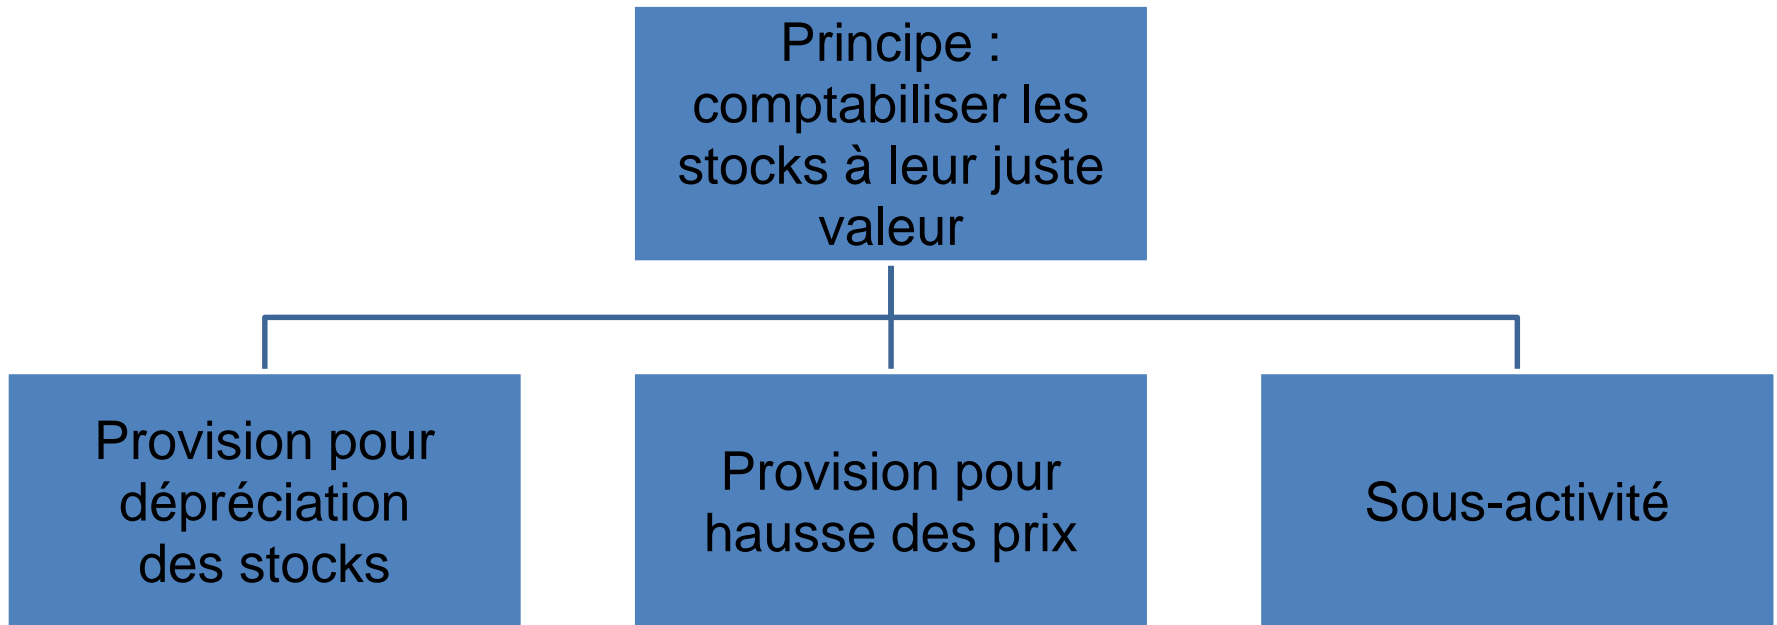 Principe :
comptabiliser les
stocks à leur juste
valeur
Provision pour
dépréciation
des stocks
Provision pour
hausse des prix
Sous-activité